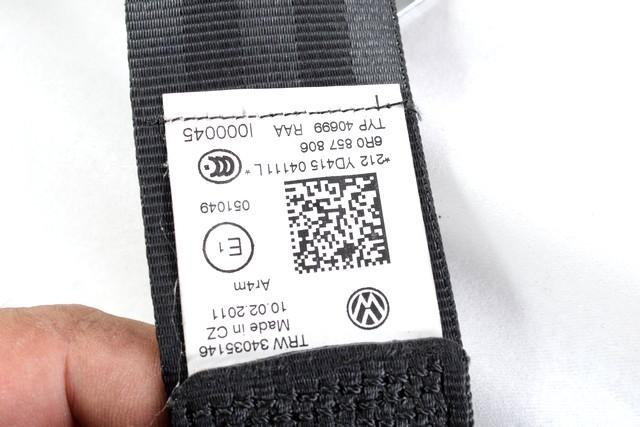 TRW 34035146
Made in CZ
10.02.2011
Ar4m
E1
051049
*212 YD415 04111L*
6R0 857 806
TYP 40699 RAA I000045